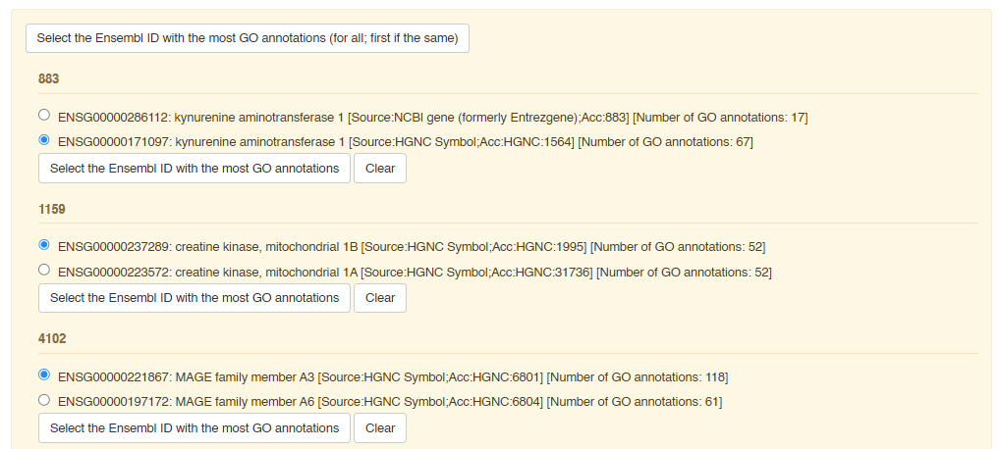 Select the Ensembl ID with the most GO annotations (for all; first if the same)
883
ENSG00000286112: kynurenine aminotransferase 1 [Source:NCBI gene (formerly Entrezgene);Acc:883] [Number of GO annotations: 17]
ENSG00000171097: kynurenine aminotransferase 1 [Source:HGNC Symbol;Acc:HGNC:1564] [Number of GO annotations: 67]
Select the Ensembl ID with the most GO annotations Clear
1159
ENSG00000237289: creatine kinase, mitochondrial 1B [Source:HGNC Symbol;Acc:HGNC:1995] [Number of GO annotations: 52]
ENSG00000223572: creatine kinase, mitochondrial 1A [Source:HGNC Symbol;Acc:HGNC:31736] [Number of GO annotations: 52]
Select the Ensembl ID with the most GO annotations Clear
4102
ENSG00000221867: MAGE family member A3 [Source:HGNC Symbol;Acc:HGNC:6801] [Number of GO annotations: 118]
ENSG00000197172: MAGE family member A6 [Source:HGNC Symbol;Acc:HGNC:6804] [Number of GO annotations: 61]
Select the Ensembl ID with the most GO annotations Clear